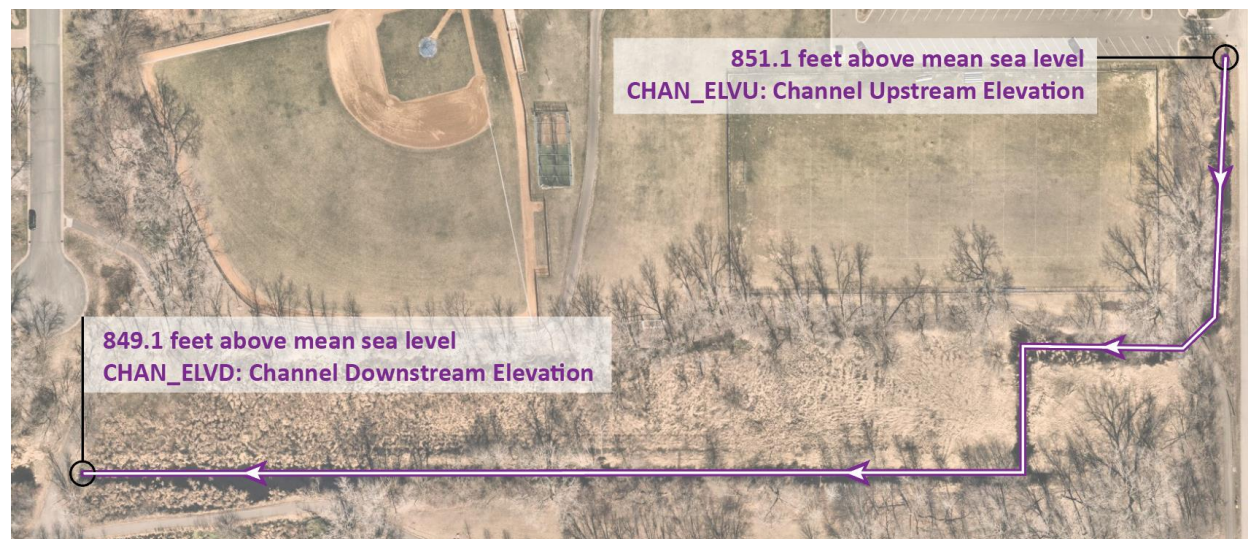 851.1 feet above mean sea level
CHAN_ELVU: Channel Upstream Elevation
849.1 feet above mean sea level
CHAN_ELVD: Channel Downstream Elevation